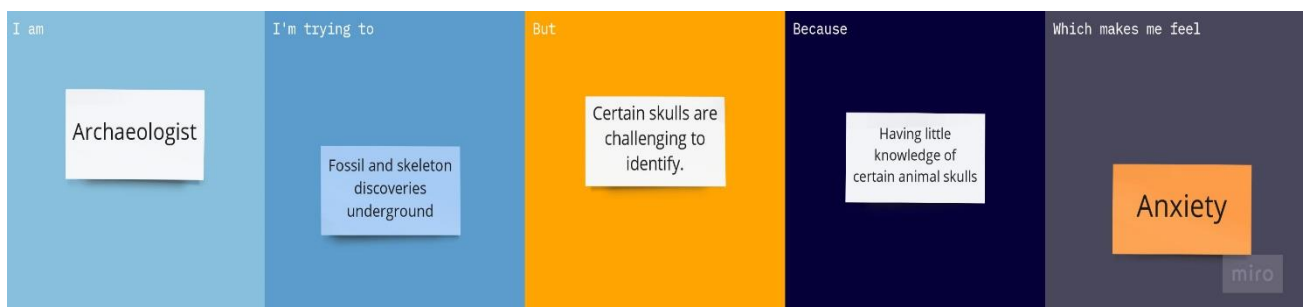 I am
Archaeologist
I'm trying to
Fossil and skeleton
discoveries
underground
But
Certain skulls are
challenging to
identify.
Because
Having little
knowledge of
certain animal skulls
Which makes me feel
Anxiety
miro